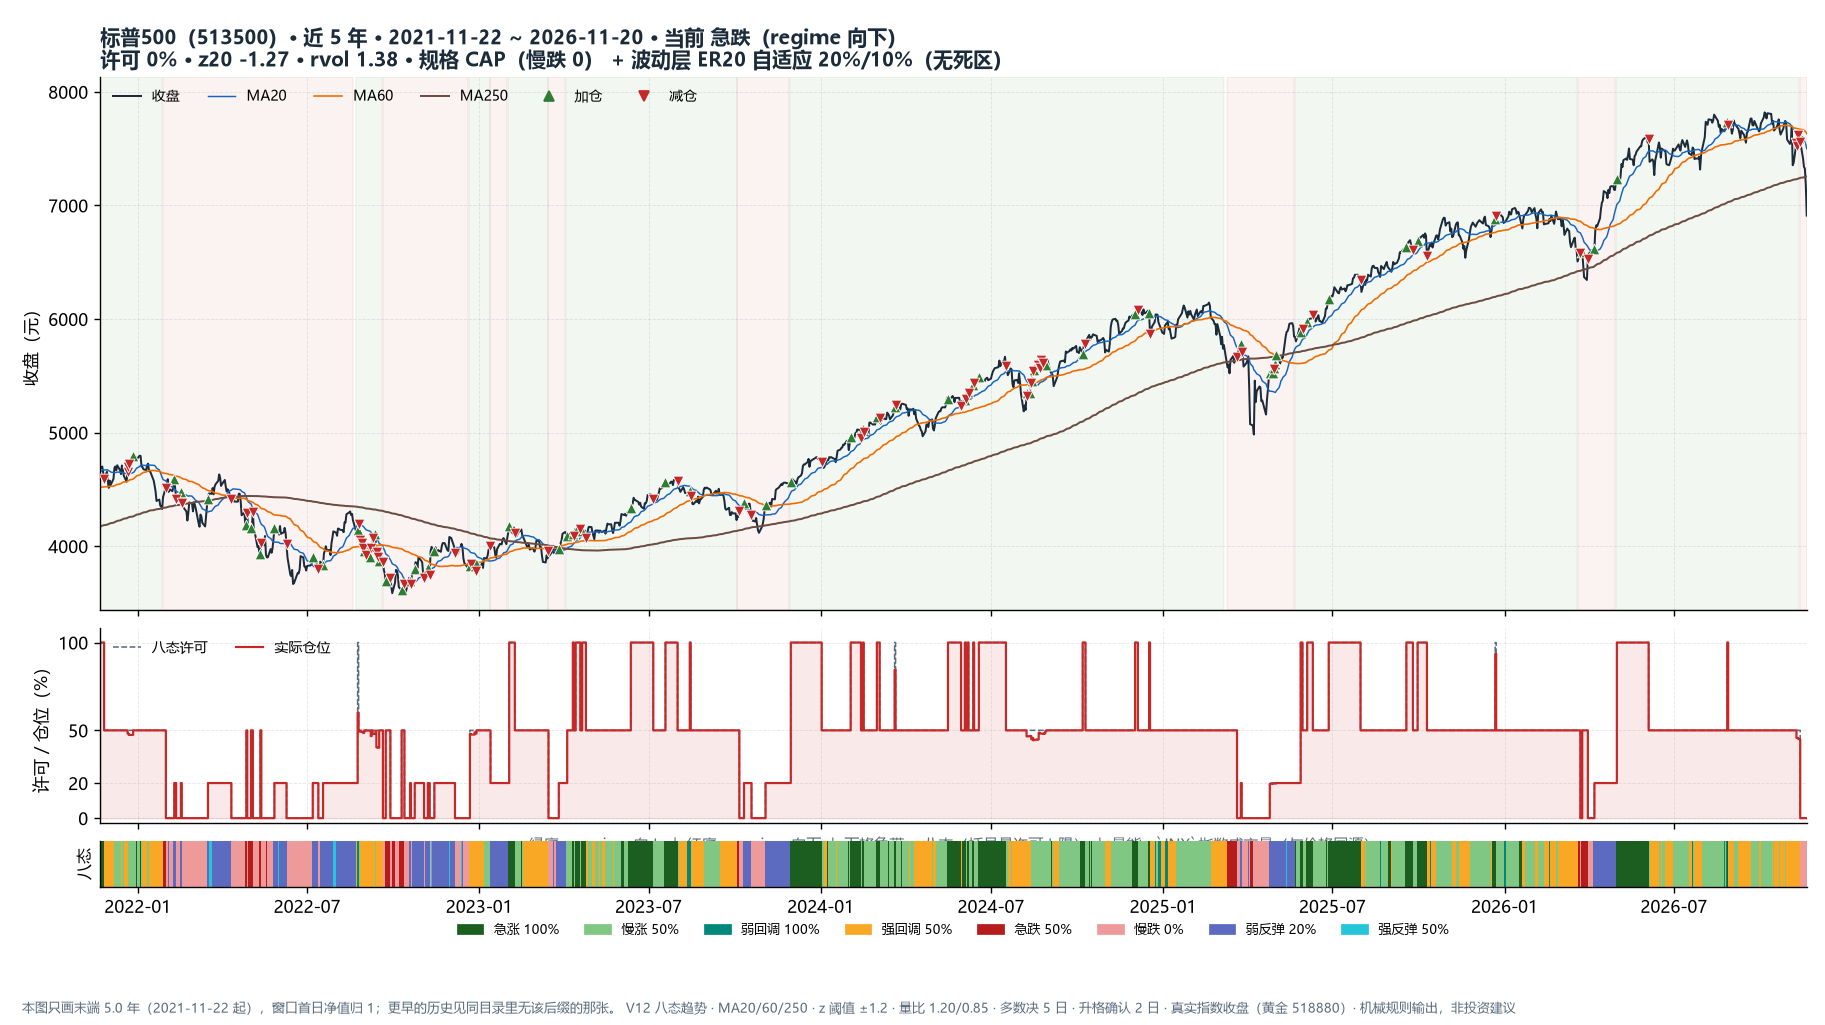 标普500（513500）• 近 5 年 • 2021-11-22 ~ 2026-11-20 • 当前 急跌（regime 向下）
许可 0% • z20 -1.27 • rvol 1.38 • 规格 CAP（慢跌 0） + 波动层 ER20 自适应 20%/10%（无死区）
收盘 MA20 MA60 MA250 加仓 减仓
8000
7000
6000
5000
4000
收盘（元）
八态许可 实际仓位
100
50
20
0
许可 / 仓位（%）
八态
2022-01 2022-07 2023-01 2023-07 2024-01 2024-07 2025-01 2025-07 2026-01 2026-07
急涨 100% 慢涨 50% 弱回调 100% 强回调 50% 急跌 50% 慢跌 0% 弱反弹 20% 强反弹 50%
本图只画末端 5.0 年（2021-11-22 起），窗口首日净值归 1；更早的历史见同目录里无该后缀的那张。 V12 八态趋势 · MA20/60/250 · z 阈值 ±1.2 · 量比 1.20/0.85 · 多数决 5 日 · 升格确认 2 日 · 真实指数收盘（黄金 518880）· 机械规则输出，非投资建议